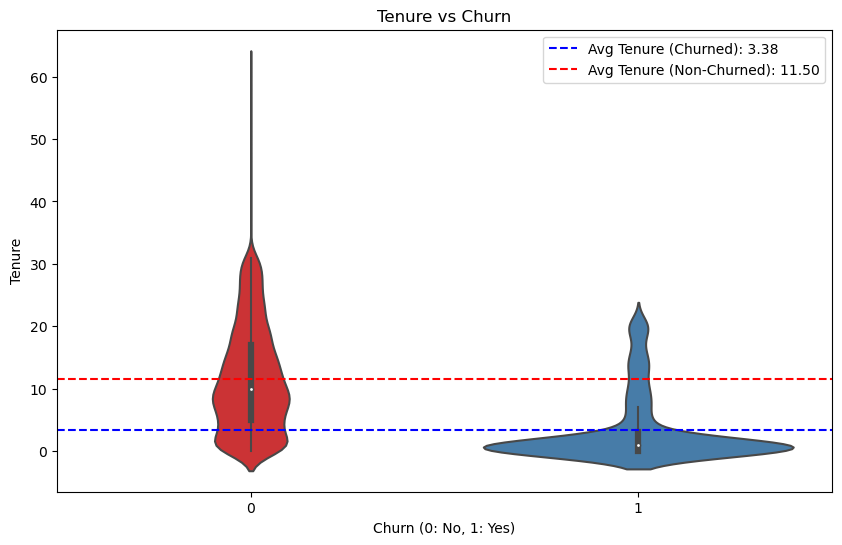 Tenure vs Churn
Avg Tenure (Churned): 3.38
Avg Tenure (Non-Churned): 11.50
Tenure
60
50
40
30
20
10
0
0
1
Churn (0: No, 1: Yes)